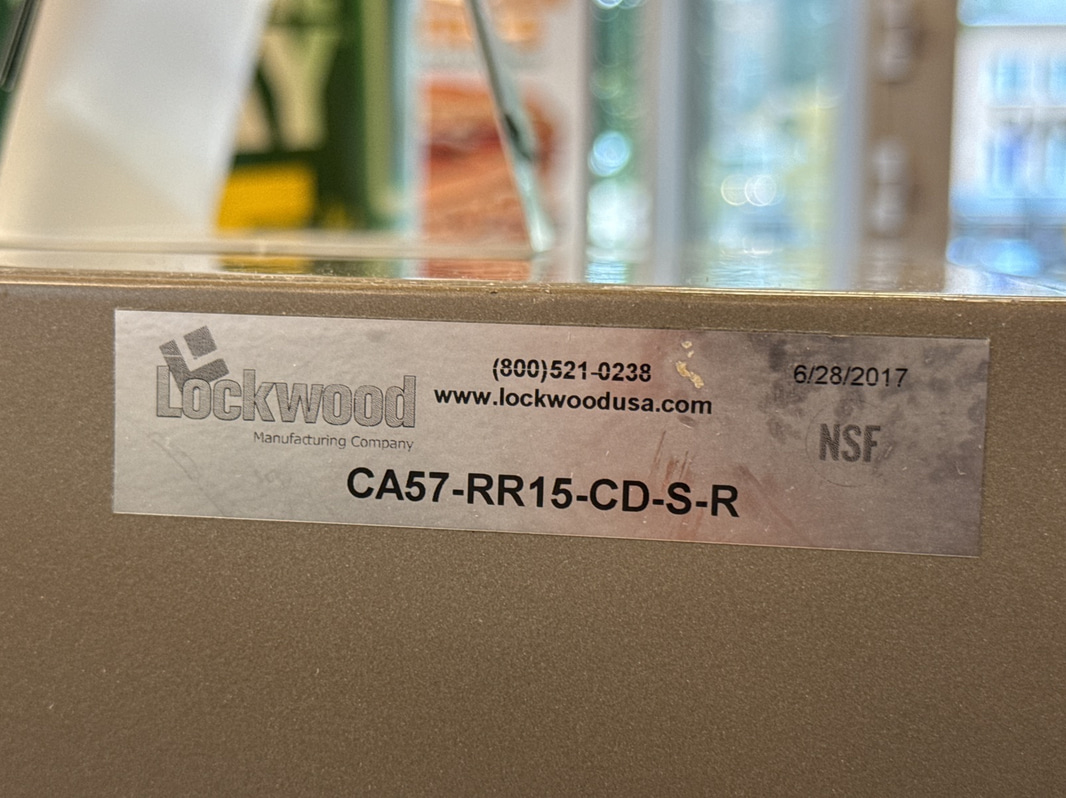 Lockwood
Manufacturing Company
(800)521-0238
www.lockwoodusa.com
6/28/2017
NSF
CA57-RR15-CD-S-R